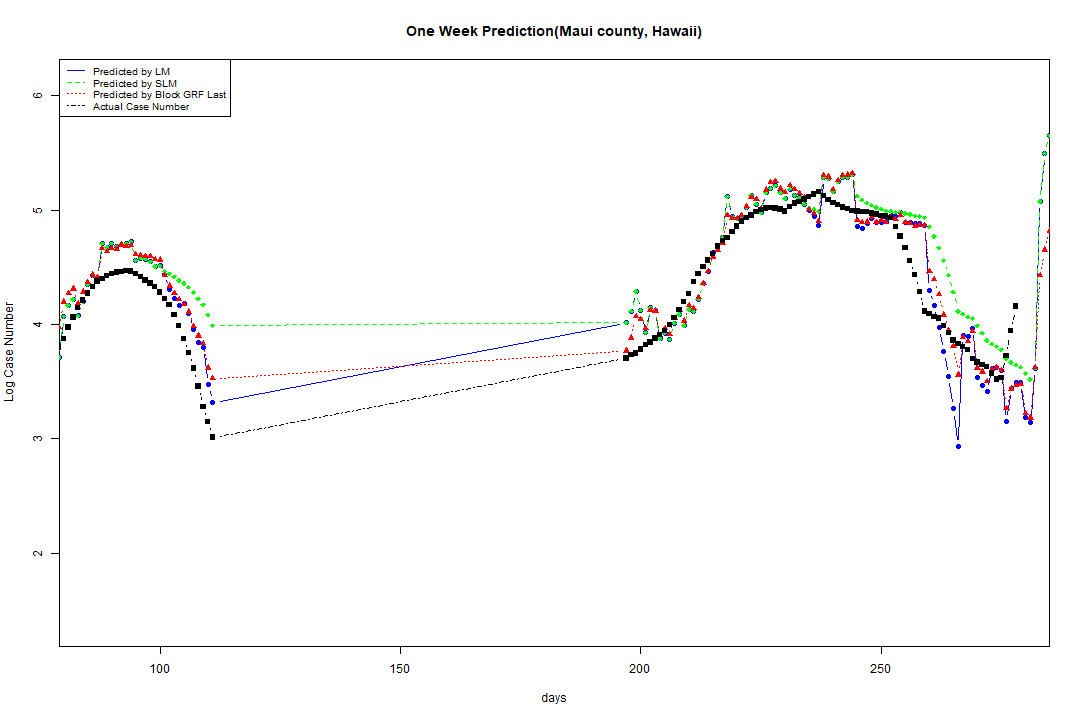 One Week Prediction(Maui county, Hawaii)
Predicted by LM
Predicted by SLM
Predicted by Block GRF Last
Actual Case Number
6
5
4
3
2
Log Case Number
100
150
200
250
days